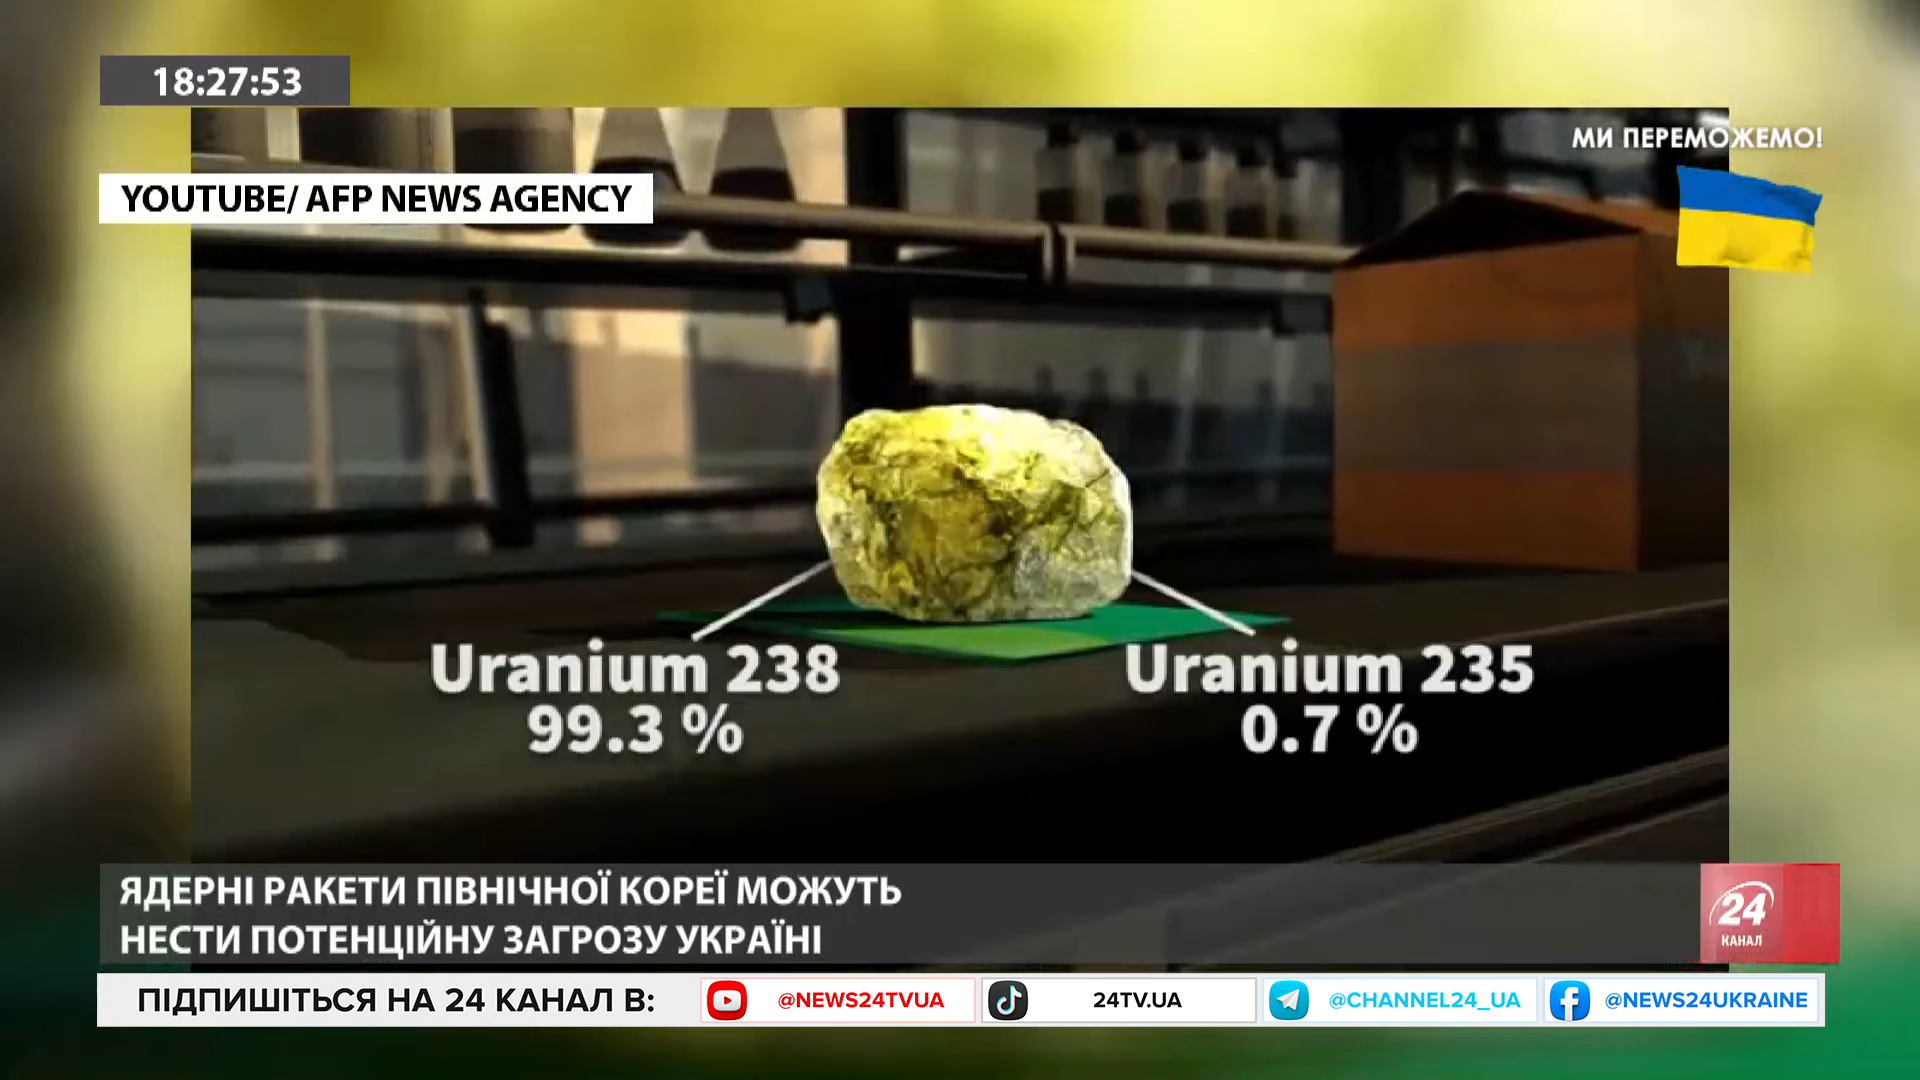 18:27:53
МИ ПЕРЕМОЖЕМО!
YOUTUBE/ AFP NEWS AGENCY
Uranium 238
99.3 %
Uranium 235
0.7 %
ЯДЕРНІ РАКЕТИ ПІВНІЧНОЇ КОРЕЇ МОЖУТЬ
НЕСТИ ПОТЕНЦІЙНУ ЗАГРОЗУ УКРАЇНІ
24
КАНАЛ
ПІДПИШІТЬСЯ НА 24 КАНАЛ В:
@NEWS24TVUA
24TV.UA
@CHANNEL24_UA
@NEWS24UKRAINE